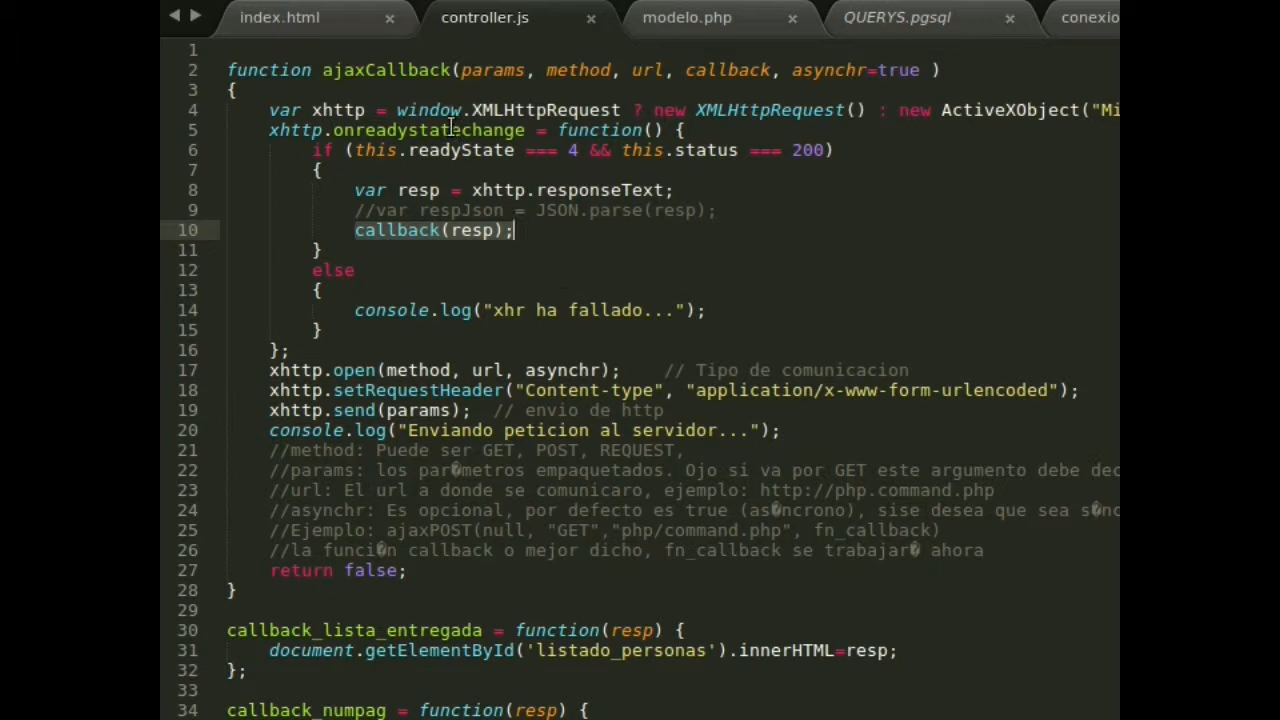 index.html × controller.js × modelo.php × QUERYS.pgsql × conexio
1
2 function ajaxCallback(params, method, url, callback, asynchr=true )
3 {
4 var xhttp = window.XMLHttpRequest ? new XMLHttpRequest() : new ActiveXObject("Mi
5 xhttp.onreadystatechange = function() {
6 if (this.readyState === 4 && this.status === 200)
7 {
8 var resp = xhttp.responseText;
9 //var respJson = JSON.parse(resp);
10 callback(resp);
11 }
12 else
13 {
14 console.log("xhr ha fallado...");
15 }
16 };
17 xhttp.open(method, url, asynchr); // Tipo de comunicacion
18 xhttp.setRequestHeader("Content-type", "application/x-www-form-urlencoded");
19 xhttp.send(params); // envio de http
20 console.log("Enviando peticion al servidor...");
21 //method: Puede ser GET, POST, REQUEST,
22 //params: los par�metros empaquetados. Ojo si va por GET este argumento debe dec
23 //url: El url a donde se comunicaro, ejemplo: http://php.command.php
24 //asynchr: Es opcional, por defecto es true (as�ncrono), sise desea que sea s�nc
25 //Ejemplo: ajaxPOST(null, "GET","php/command.php", fn_callback)
26 //la funci�n callback o mejor dicho, fn_callback se trabajar� ahora
27 return false;
28 }
29
30 callback_lista_entregada = function(resp) {
31 document.getElementById('listado_personas').innerHTML=resp;
32 };
33
34 callback_numpag = function(resp) {